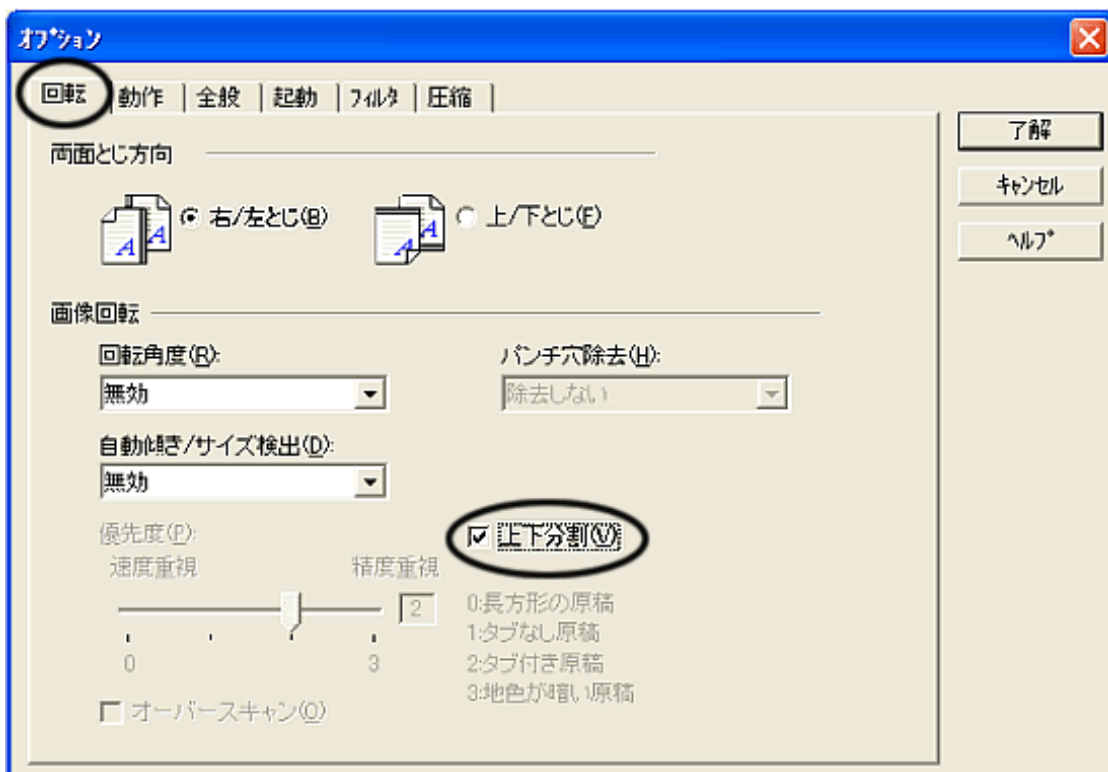 ｵﾌﾟｼｮﾝ
回転 動作 全般 起動 ﾌｨﾙﾀ 圧縮
了解
ｷｬﾝｾﾙ
ﾍﾙﾌﾟ
両面とじ方向
A A 右/左とじ(B) A A 上/下とじ(E)
画像回転
回転角度(R): パンチ穴除去(H):
無効 除去しない
自動傾き/サイズ検出(D):
無効
優先度(P): 上下分割(V)
速度重視 精度重視
2 0:長方形の原稿
1:タブなし原稿
0 3 2:タブ付き原稿
3:地色が暗い原稿
オーバースキャン(O)